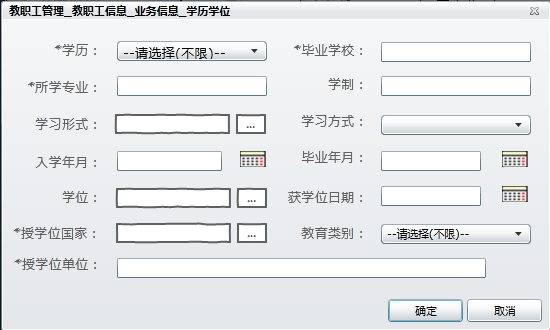 教职工管理_教职工信息_业务信息_学历学位
*学历： --请选择(不限)-- *毕业学校：
*所学专业： 学制：
学习形式： ... 学习方式：
入学年月： 毕业年月：
学位： ... 获学位日期：
*授学位国家： ... 教育类别： --请选择(不限)--
*授学位单位：
确定 取消